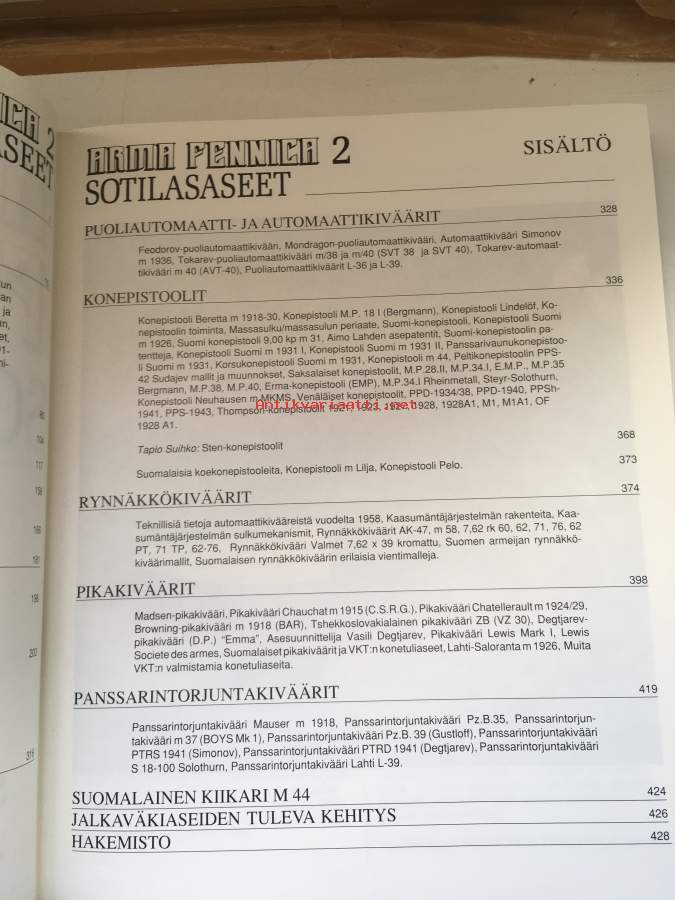 ARMA FENNICA 2
SOTILASASEET
SISÄLTÖ
PUOLIAUTOMAATTI- JA AUTOMAATTIKIVÄÄRIT 328
Feodorov-puoliautomaattikivääri, Mondragon-puoliautomaattikivääri, Automaattikivääri Simonov
m 1936, Tokarev-puoliautomaattikivääri m/38 ja m/40 (SVT 38 ja SVT 40), Tokarev-automaat-
tikivääri m 40 (AVT-40), Puoliautomaattikiväärit L-36 ja L-39.
KONEPISTOOLIT 336
Konepistooli Beretta m 1918-30, Konepistooli M.P. 18 I (Bergmann), Konepistooli Lindelöf, Ko-
nepistoolin toiminta, Massasulku/massasulun periaate, Suomi-konepistooli, Konepistooli Suomi
m 1926, Suomi konepistooli 9,00 kp m 31, Aimo Lahden asepatentit, Suomi-konepistoolin pa-
tentteja, Konepistooli Suomi m 1931 I, Konepistooli Suomi m 1931 II, Panssarivaunukonepistoo-
li Suomi m 1931, Korsukonepistooli Suomi m 1931, Konepistooli m 44, Peltikonepistoolin PPS-
42 Sudajev mallit ja muunnokset, Saksalaiset konepistoolit, M.P.28.II, M.P.34.I, E.M.P., M.P.35
Bergmann, M.P.38, M.P.40, Erma-konepistooli (EMP), M.P.34.I Rheinmetall, Steyr-Solothurn,
Konepistooli Neuhausen m MKMS, Venäläiset konepistoolit, PPD-1934/38, PPD-1940, PPSh-
1941, PPS-1943, Thompson-konepistoolit 1921, 1923, 1928, 1928A1, M1, M1A1, OF
1928 A1.
Antikvariaatti.net
Tapio Suihko: Sten-konepistoolit 368
Suomalaisia koekonepistooleita, Konepistooli m Lilja, Konepistooli Pelo. 373
RYNNÄKKÖKIVÄÄRIT 374
Teknillisiä tietoja automaattikivääreistä vuodelta 1958, Kaasumäntäjärjestelmän rakenteita, Kaa-
sumäntäjärjestelmän sulkumekanismit, Rynnäkkökiväärit AK-47, m 58, 7,62 rk 60, 62, 71, 76, 62
PT, 71 TP, 62-76, Rynnäkkökivääri Valmet 7,62 x 39 kromattu, Suomen armeijan rynnäkkö-
kiväärimallit, Suomalaisen rynnäkkökiväärin erilaisia vientimalleja.
PIKAKIVÄÄRIT 398
Madsen-pikakivääri, Pikakivääri Chauchat m 1915 (C.S.R.G.), Pikakivääri Chatellerault m 1924/29,
Browning-pikakivääri m 1918 (BAR), Tshekkoslovakialainen pikakivääri ZB (VZ 30), Degtjarev-
pikakivääri (D.P.) "Emma", Asesuunnittelija Vasili Degtjarev, Pikakivääri Lewis Mark I, Lewis
Societe des armes, Suomalaiset pikakiväärit ja VKT:n konetuliaseet, Lahti-Saloranta m 1926, Muita
VKT:n valmistamia konetuliaseita.
PANSSARINTORJUNTAKIVÄÄRIT 419
Panssarintorjuntakivääri Mauser m 1918, Panssarintorjuntakivääri Pz.B.35, Panssarintorjun-
takivääri m 37 (BOYS Mk 1), Panssarintorjuntakivääri Pz.B. 39 (Gustloff), Panssarintorjuntakivääri
PTRS 1941 (Simonov), Panssarintorjuntakivääri PTRD 1941 (Degtjarev), Panssarintorjuntakivääri
S 18-100 Solothurn, Panssarintorjuntakivääri Lahti L-39.
SUOMALAINEN KIIKARI M 44 424
JALKAVÄKIASEIDEN TULEVA KEHITYS 426
HAKEMISTO 428